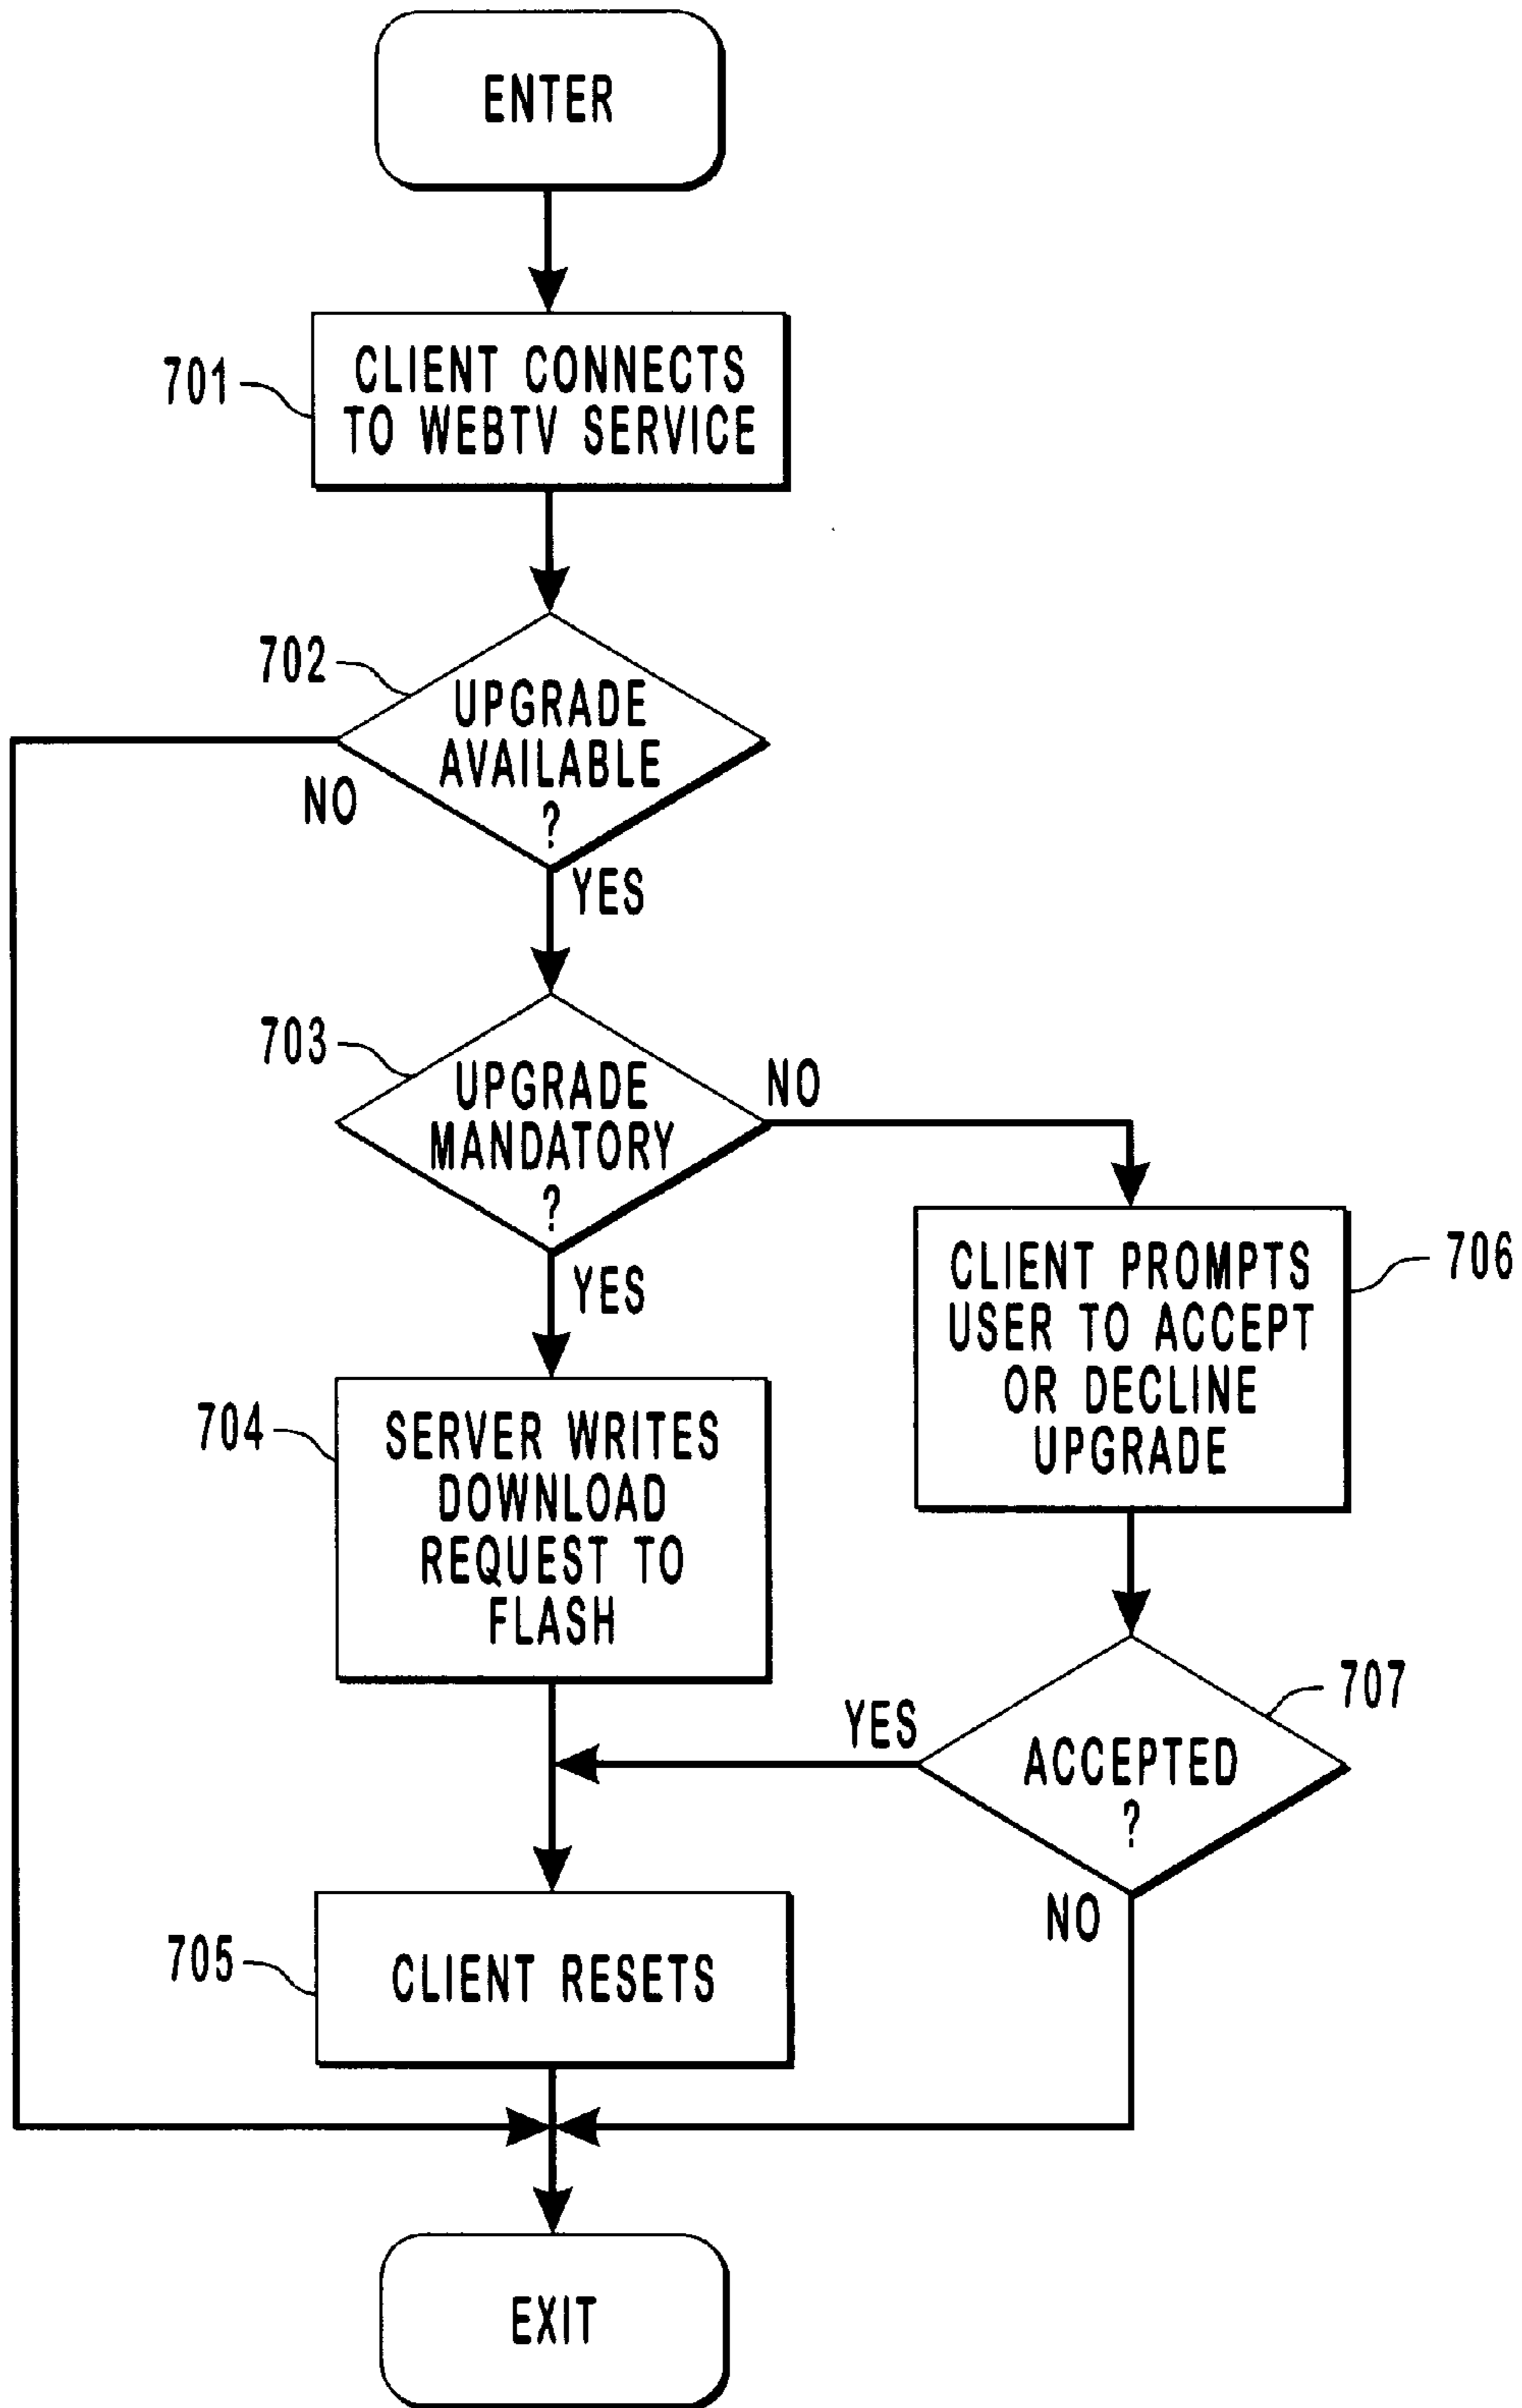 ENTER
701
CLIENT CONNECTS
TO WEBTV SERVICE
702
UPGRADE
AVAILABLE
?
NO
YES
703
UPGRADE
MANDATORY
?
NO
YES
706
CLIENT PROMPTS
USER TO ACCEPT
OR DECLINE
UPGRADE
704
SERVER WRITES
DOWNLOAD
REQUEST TO
FLASH
707
YES
ACCEPTED
?
NO
705
CLIENT RESETS
EXIT